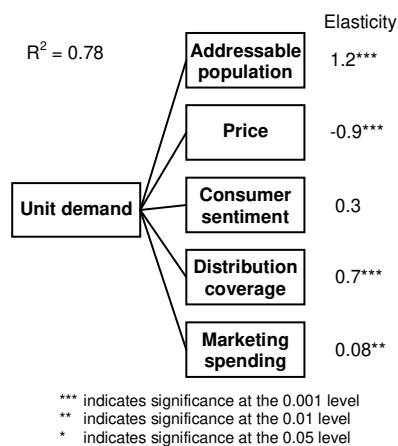 Elasticity
R² = 0.78
Addressable
population
1.2***
Price
-0.9***
Unit demand
Consumer
sentiment
0.3
Distribution
coverage
0.7***
Marketing
spending
0.08**
*** indicates significance at the 0.001 level
** indicates significance at the 0.01 level
* indicates significance at the 0.05 level